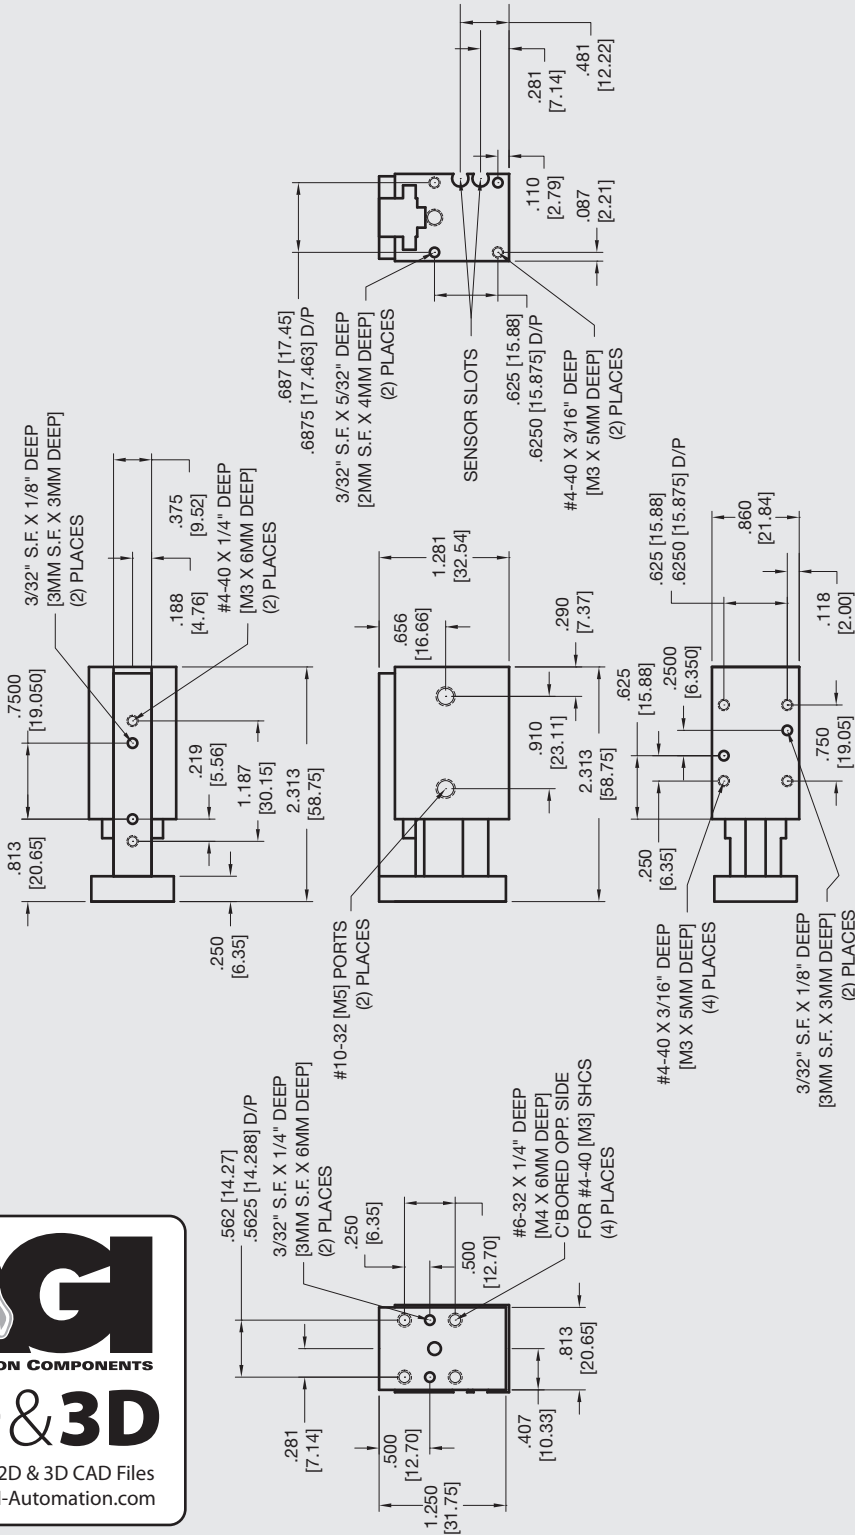 .481
[12.22]
.281
[7.14]
.110
[2.79]
.087
[2.21]
.687 [17.45]
.6875 [17.463] D/P
3/32" S.F. X 5/32" DEEP
[2MM S.F. X 4MM DEEP]
(2) PLACES
SENSOR SLOTS
.625 [15.88]
.6250 [15.875] D/P
#4-40 X 3/16" DEEP
[M3 X 5MM DEEP]
(2) PLACES
3/32" S.F. X 1/8" DEEP
[3MM S.F. X 3MM DEEP]
(2) PLACES
.375
[9.52]
.188
[4.76]
#4-40 X 1/4" DEEP
[M3 X 6MM DEEP]
(2) PLACES
.7500
[19.050]
.219
[5.56]
1.187
[30.15]
2.313
[58.75]
.813
[20.65]
.250
[6.35]
1.281
[32.54]
.656
[16.66]
.290
[7.37]
.910
[23.11]
2.313
[58.75]
#10-32 [M5] PORTS
(2) PLACES
.625 [15.88]
.6250 [15.875] D/P
.860
[21.84]
.118
[2.00]
.625
[15.88]
.2500
[6.350]
.750
[19.05]
.250
[6.35]
#4-40 X 3/16" DEEP
[M3 X 5MM DEEP]
(4) PLACES
3/32" S.F. X 1/8" DEEP
[3MM S.F. X 3MM DEEP]
(2) PLACES
.562 [14.27]
.5625 [14.288] D/P
3/32" S.F. X 1/4" DEEP
[3MM S.F. X 6MM DEEP]
(2) PLACES
.250
[6.35]
.500
[12.70]
#6-32 X 1/4" DEEP
[M4 X 6MM DEEP]
C'BORED OPP. SIDE
FOR #4-40 [M3] SHCS
(4) PLACES
.281
[7.14]
.500
[12.70]
.813
[20.65]
.407
[10.33]
1.250
[31.75]
GI
ON COMPONENTS
& 3D
2D & 3D CAD Files
-Automation.com